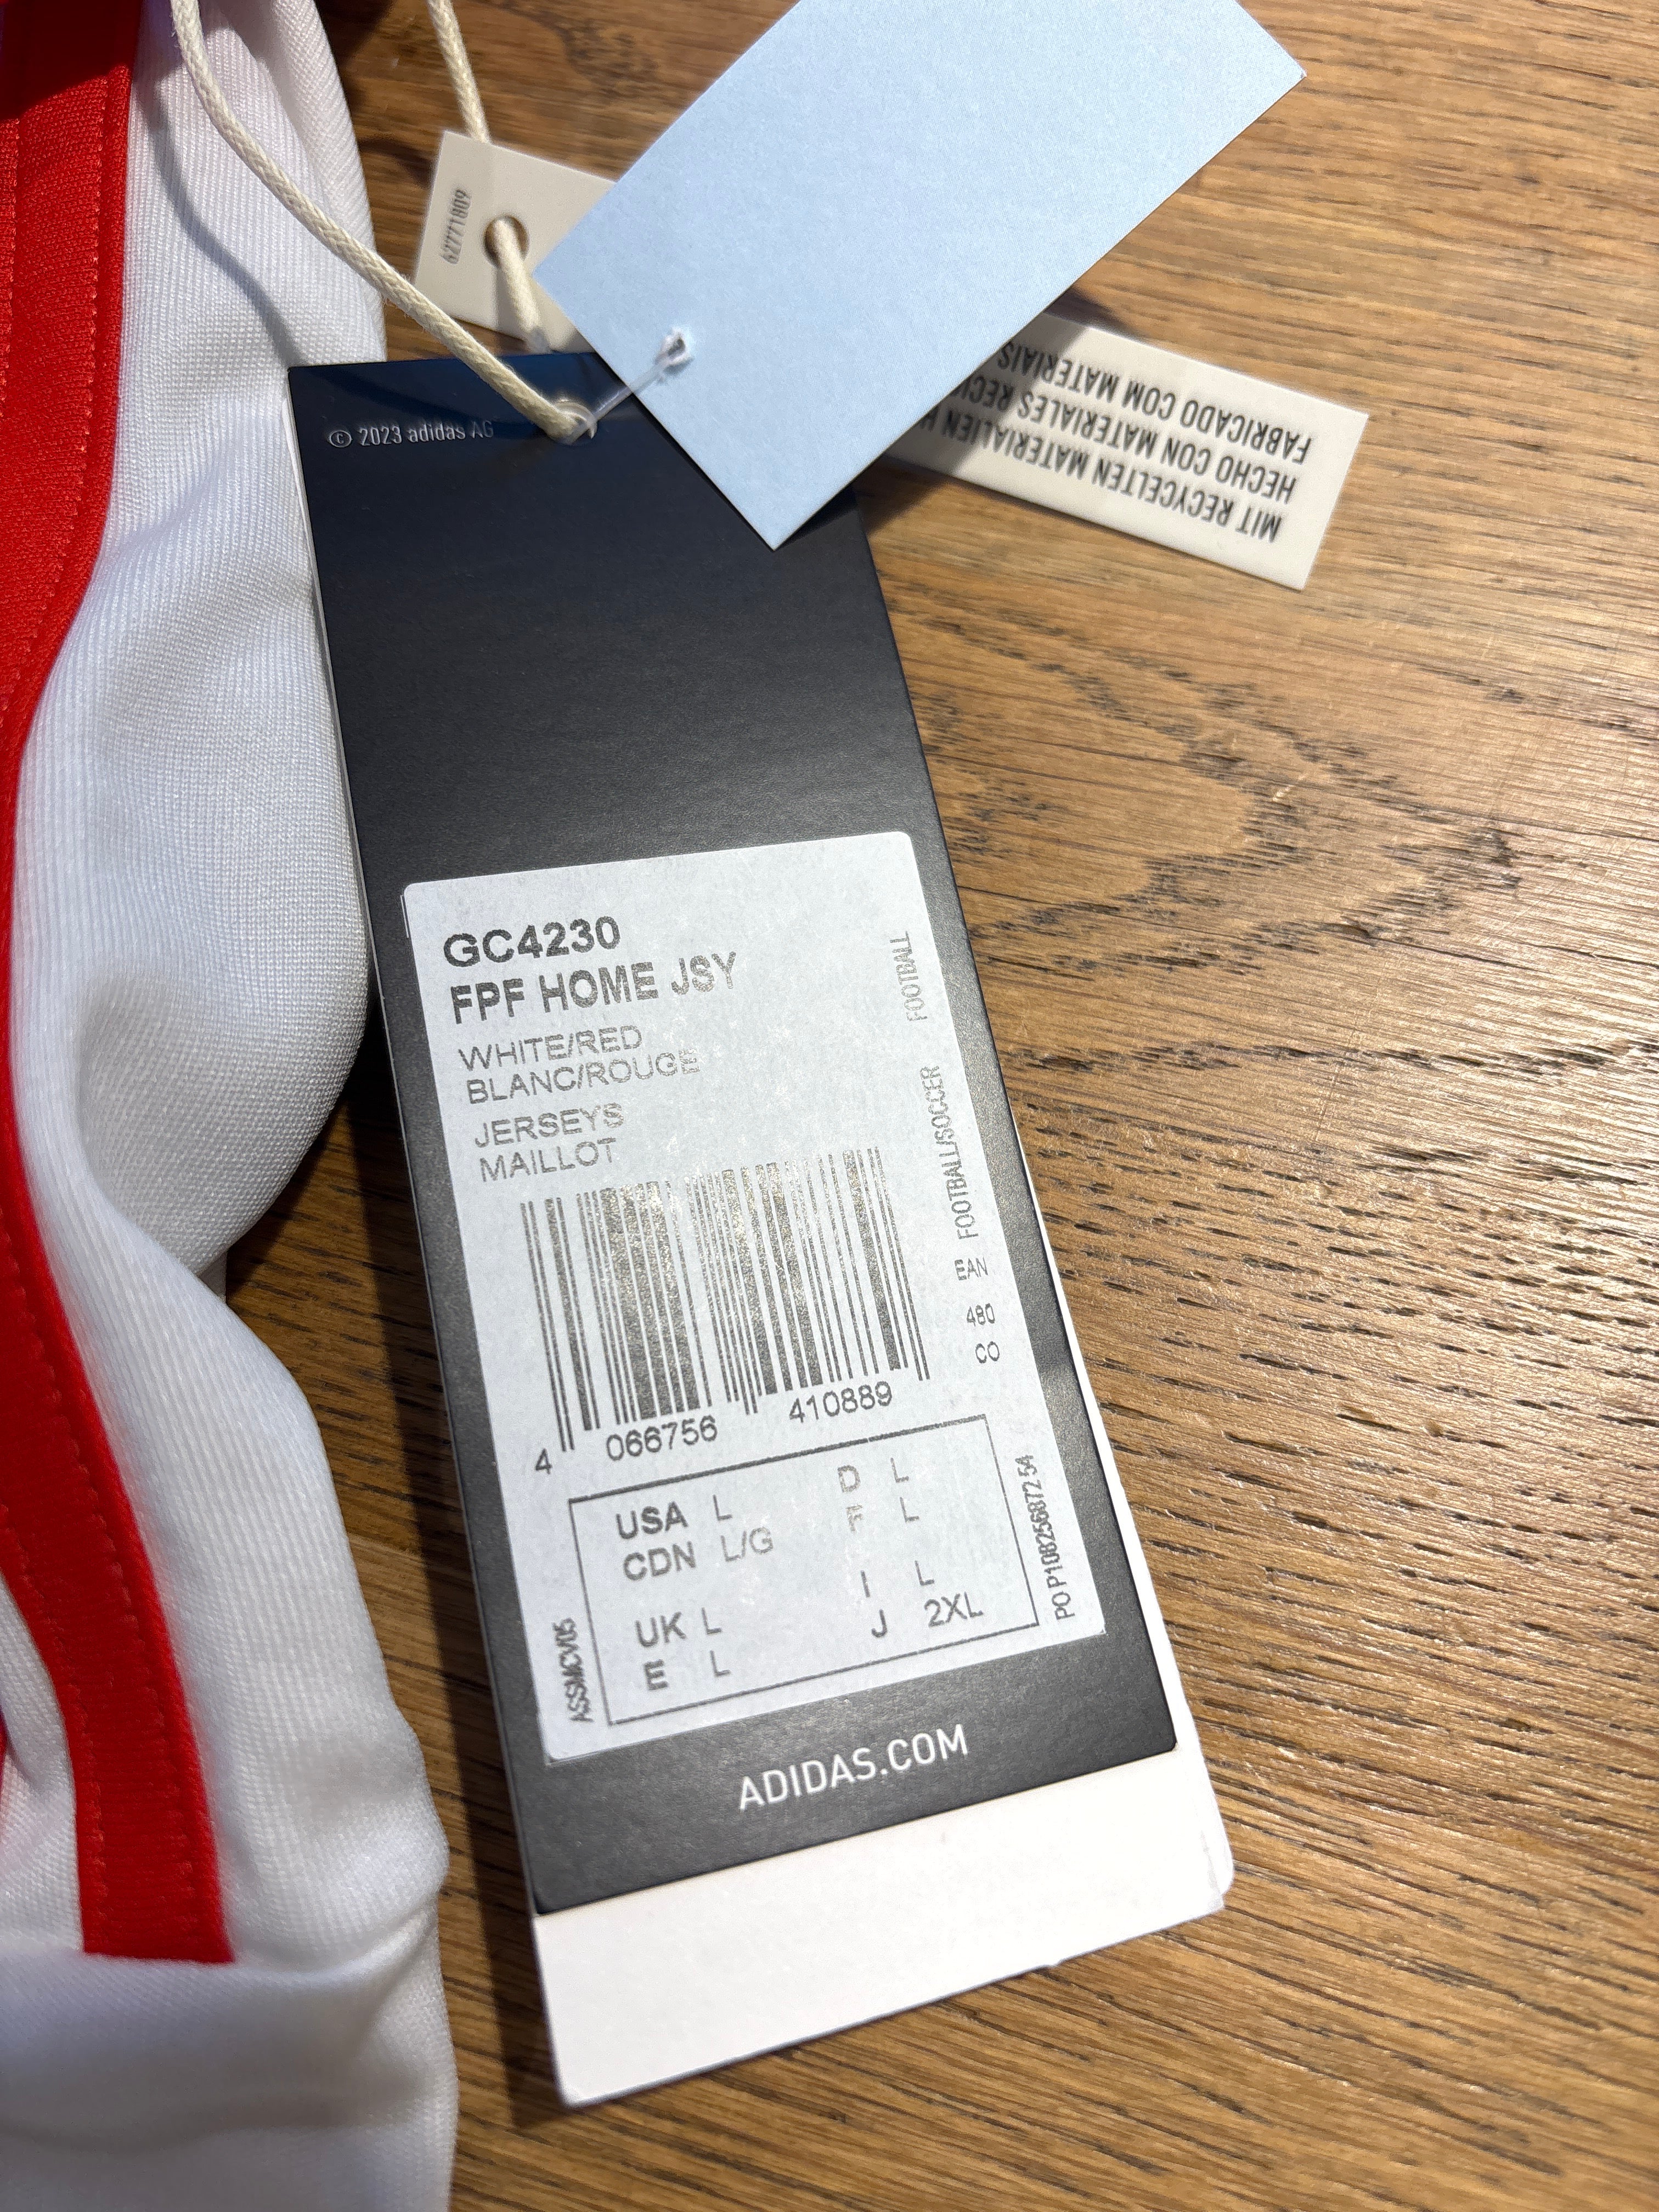 62771809
© 2023 adidas AG
MIT RECYCELTEN MATERIALIEN
HECHO CON MATERIALES
FABRICADO COM MATERIAIS
GC4230
FPF HOME JSY
WHITE/RED
BLANC/ROUGE
JERSEYS
MAILLOT
FOOTBALL
FOOTBALL/SOCCER
EAN
480
CO
4 066756 410889
USA L D L
CDN L/G F L
UK L I L
E L J 2XL
ASSMCV05
PO P108256872 54
ADIDAS.COM